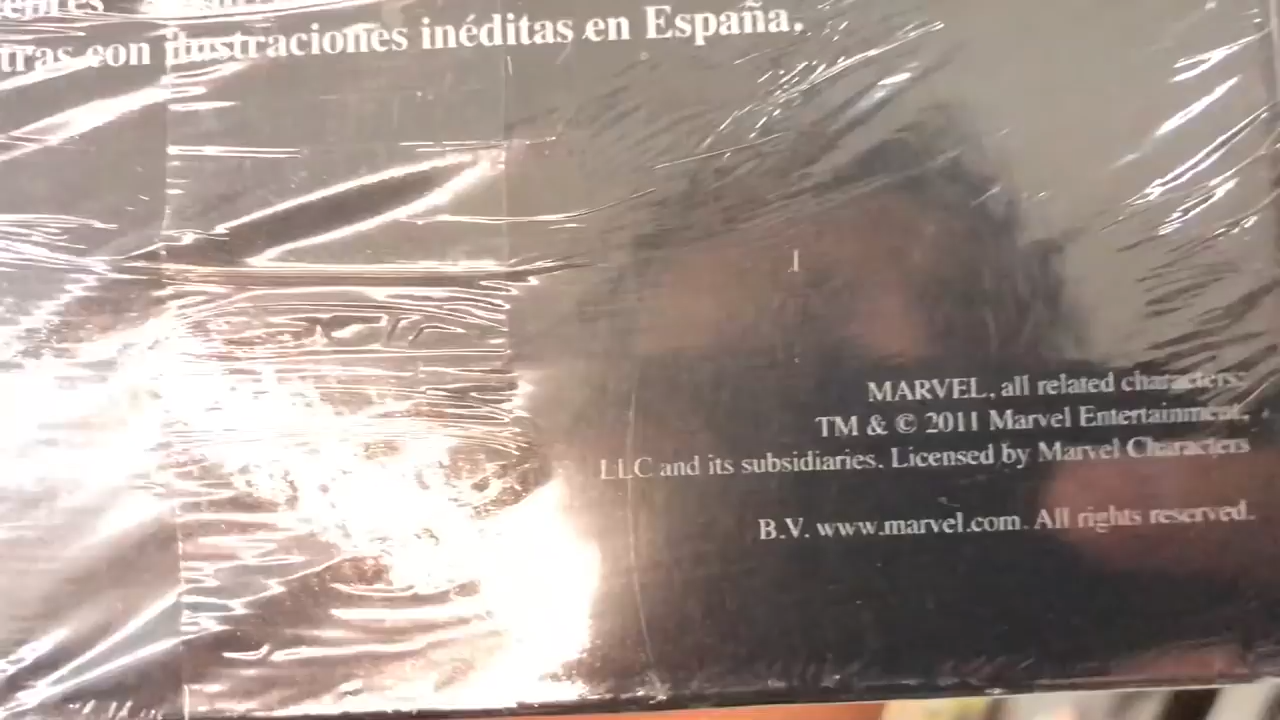 tras con ilustraciones inéditas en España.
MARVEL, all related characters:
TM & © 2011 Marvel Entertainment,
LLC and its subsidiaries. Licensed by Marvel Characters
B.V. www.marvel.com. All rights reserved.